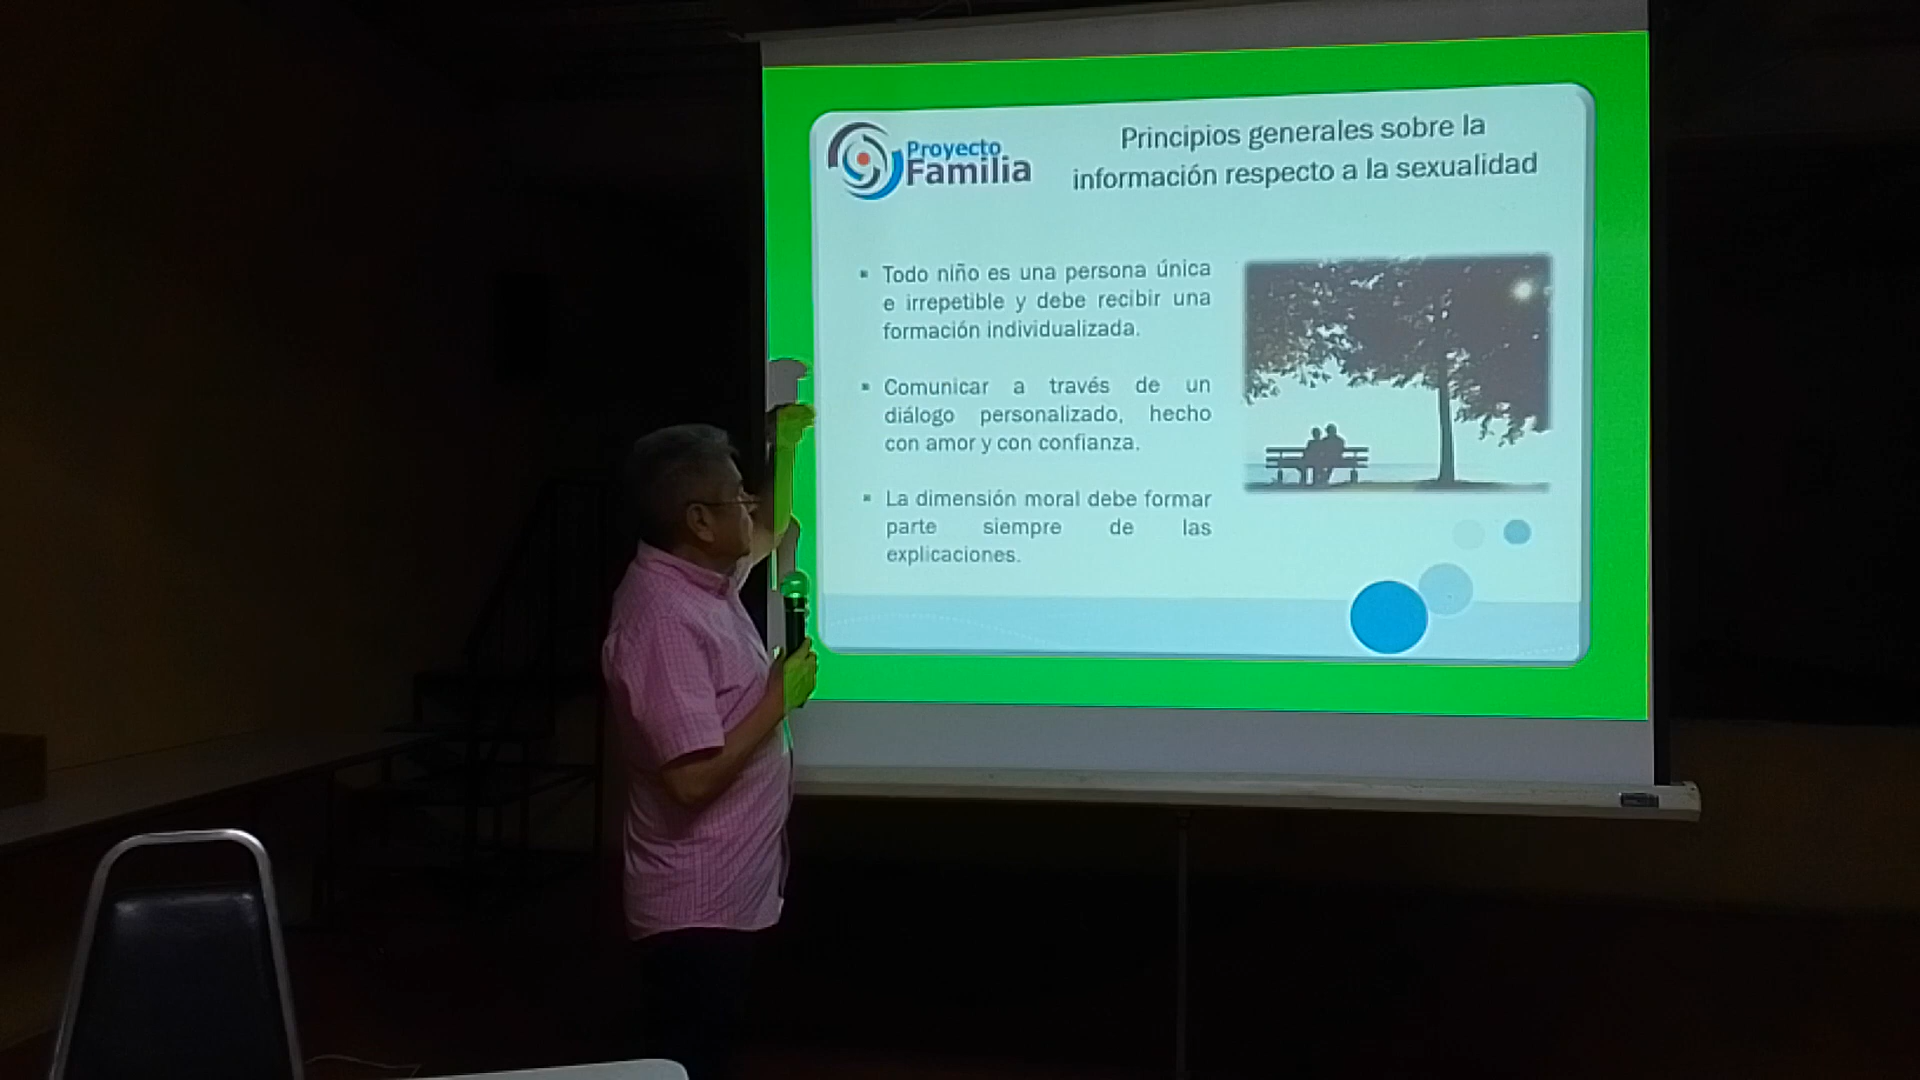 Proyecto
Familia
Principios generales sobre la
información respecto a la sexualidad
▪ Todo niño es una persona única
e irrepetible y debe recibir una
formación individualizada.
▪ Comunicar a través de un
diálogo personalizado, hecho
con amor y con confianza.
▪ La dimensión moral debe formar
parte siempre de las
explicaciones.